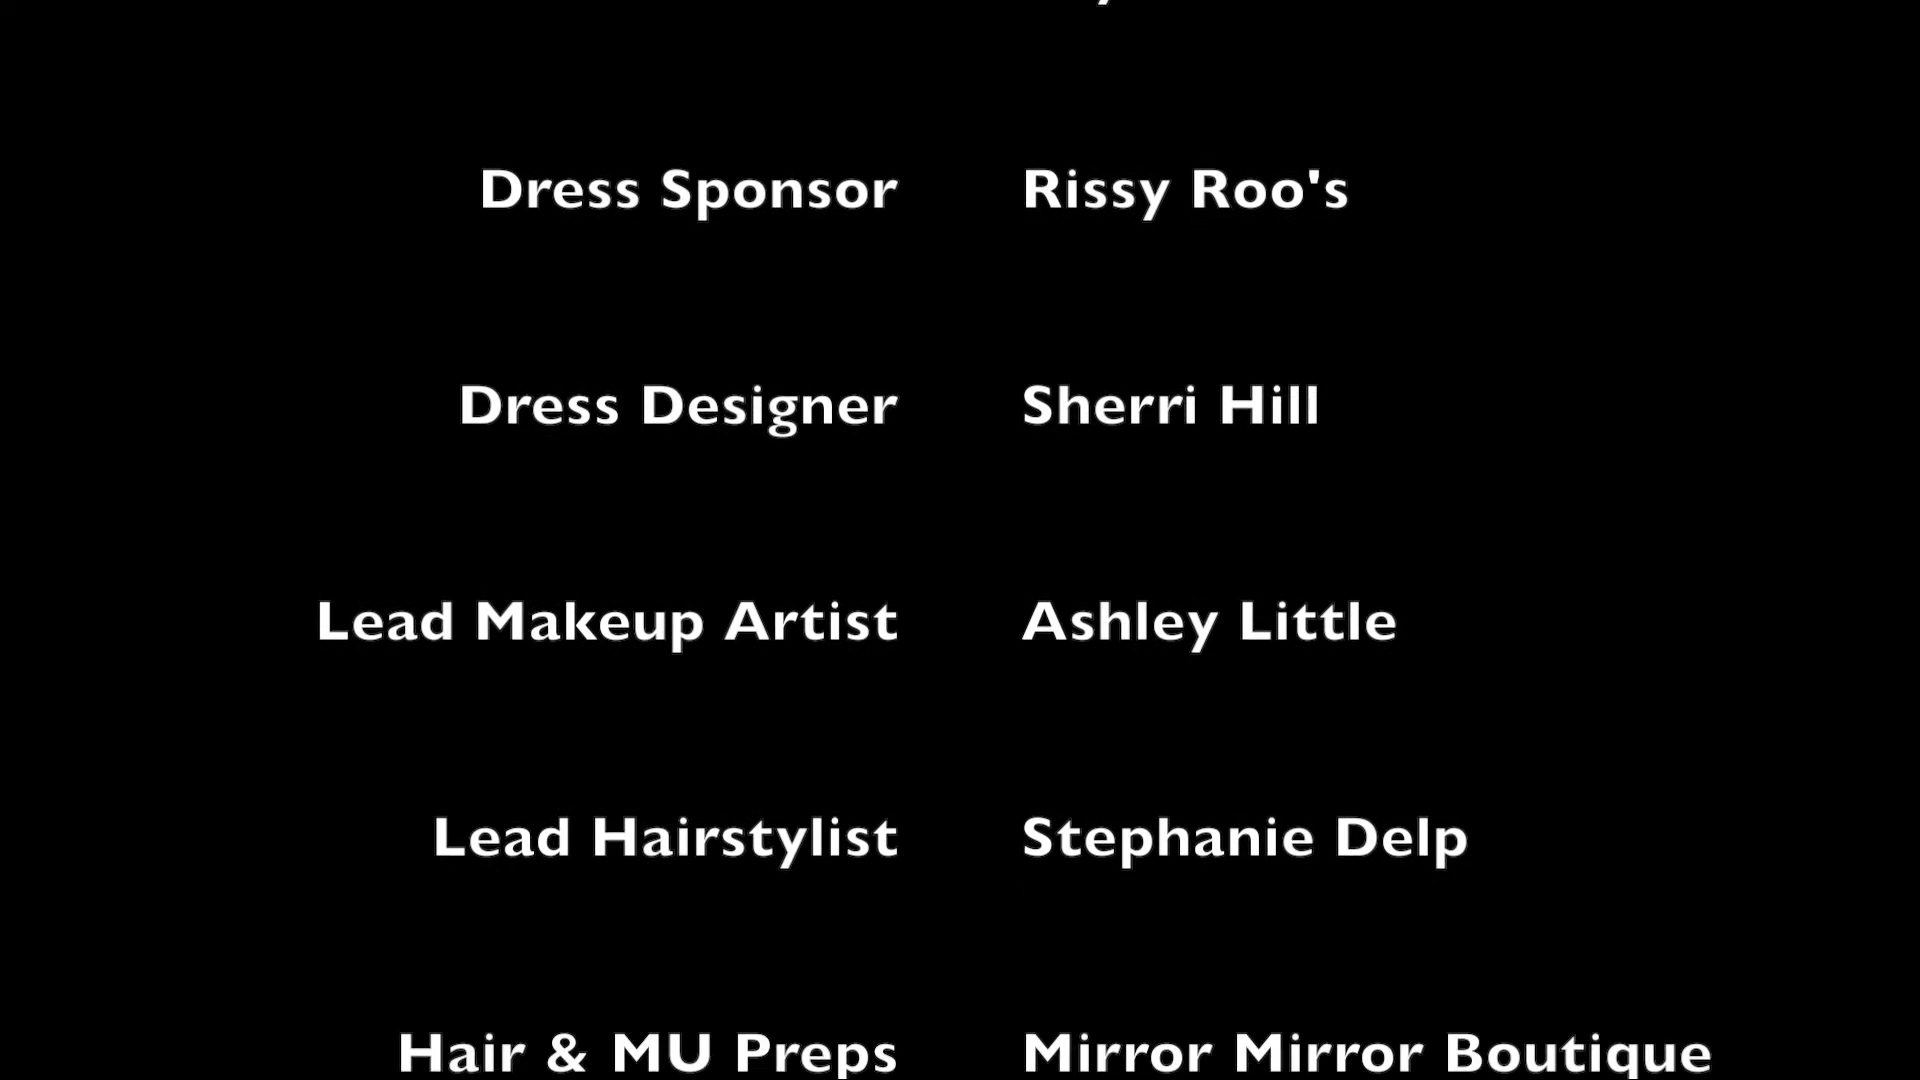 Dress Sponsor Rissy Roo's
Dress Designer Sherri Hill
Lead Makeup Artist Ashley Little
Lead Hairstylist Stephanie Delp
Hair & MU Preps Mirror Mirror Boutique